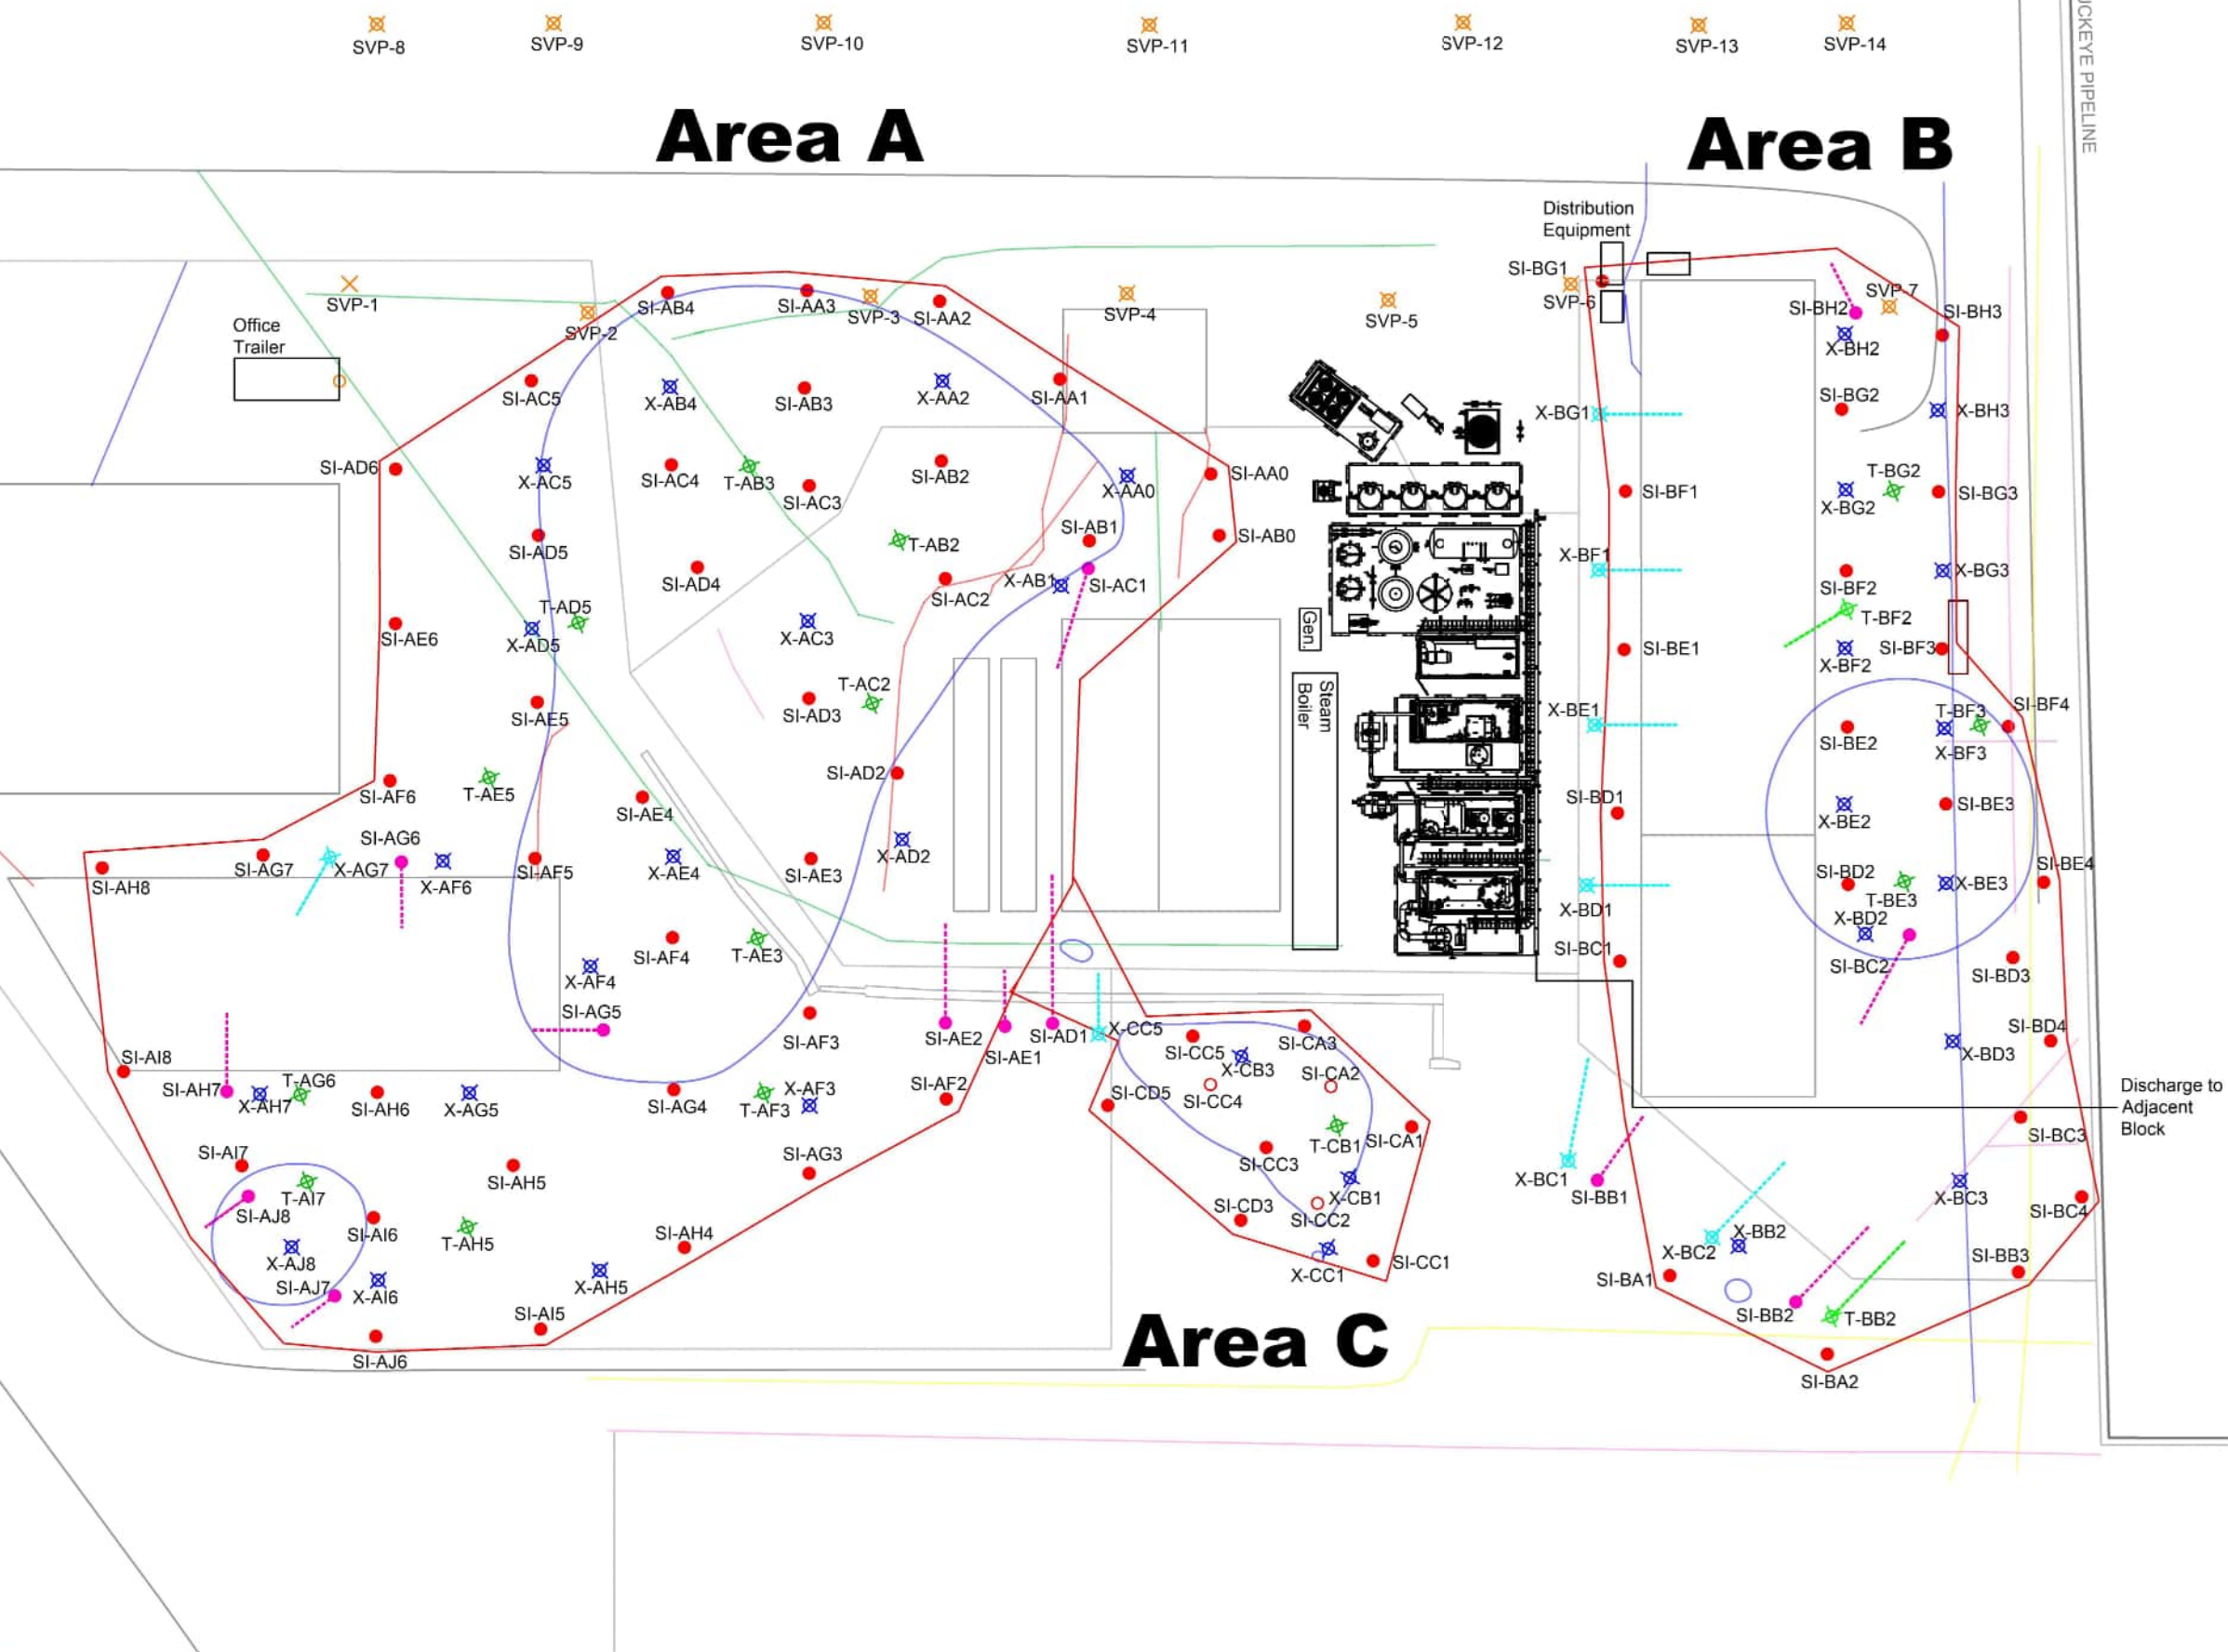 SVP-8
SVP-9
SVP-10
SVP-11
SVP-12
SVP-13
SVP-14
UCKEYE PIPELINE
Area A
Area B
Distribution
Equipment
SI-BG1
SVP-6
SVP-7
SI-BH2
SI-BH3
X-BH2
SVP-1
SVP-2
SI-AB4
SI-AA3
SVP-3
SI-AA2
SVP-4
SVP-5
Office
Trailer
SI-AC5
X-AB4
SI-AB3
X-AA2
SI-AA1
SI-BG2
X-BG1
X-BH3
SI-AD6
X-AC5
SI-AC4
T-AB3
SI-AC3
SI-AB2
X-AA0
SI-AA0
SI-BF1
X-BG2
T-BG2
SI-BG3
SI-AD5
SI-AD4
T-AB2
SI-AB1
SI-AB0
SI-AC2
X-AB1
SI-AC1
X-BF1
SI-BF2
X-BG3
T-BF2
SI-AE6
X-AD5
T-AD5
X-AC3
Gen.
SI-BE1
X-BF2
SI-BF3
SI-AE5
SI-AD3
T-AC2
Steam
Boiler
X-BE1
SI-BE2
T-BF3
X-BF3
SI-BF4
SI-AF6
T-AE5
SI-AE4
SI-AD2
SI-BD1
X-BE2
SI-BE3
SI-AH8
SI-AG7
X-AG7
SI-AG6
X-AF6
SI-AF5
X-AE4
SI-AE3
X-AD2
X-BD1
SI-BD2
T-BE3
X-BE3
SI-BE4
X-BD2
X-AF4
SI-AF4
T-AE3
SI-BC1
SI-BC2
SI-BD3
SI-AG5
SI-AF3
SI-AE2
SI-AE1
SI-AD1
X-CC5
SI-CC5
X-CB3
SI-CA3
X-BD3
SI-BD4
SI-AI8
SI-AH7
X-AH7
T-AG6
SI-AH6
X-AG5
SI-AG4
T-AF3
X-AF3
SI-AF2
SI-CD5
SI-CC4
SI-CA2
Discharge to
Adjacent
Block
SI-AI7
SI-AH5
SI-AG3
SI-CC3
T-CB1
SI-CA1
SI-BC3
X-BC1
SI-BB1
X-BC3
SI-BC4
SI-AJ8
T-AI7
SI-AI6
T-AH5
SI-AH4
SI-CD3
SI-CC2
X-CB1
X-BC2
X-BB2
X-AJ8
SI-AJ7
X-AI6
X-AH5
X-CC1
SI-CC1
SI-BA1
SI-BB3
SI-BB2
T-BB2
SI-AI5
SI-AJ6
Area C
SI-BA2